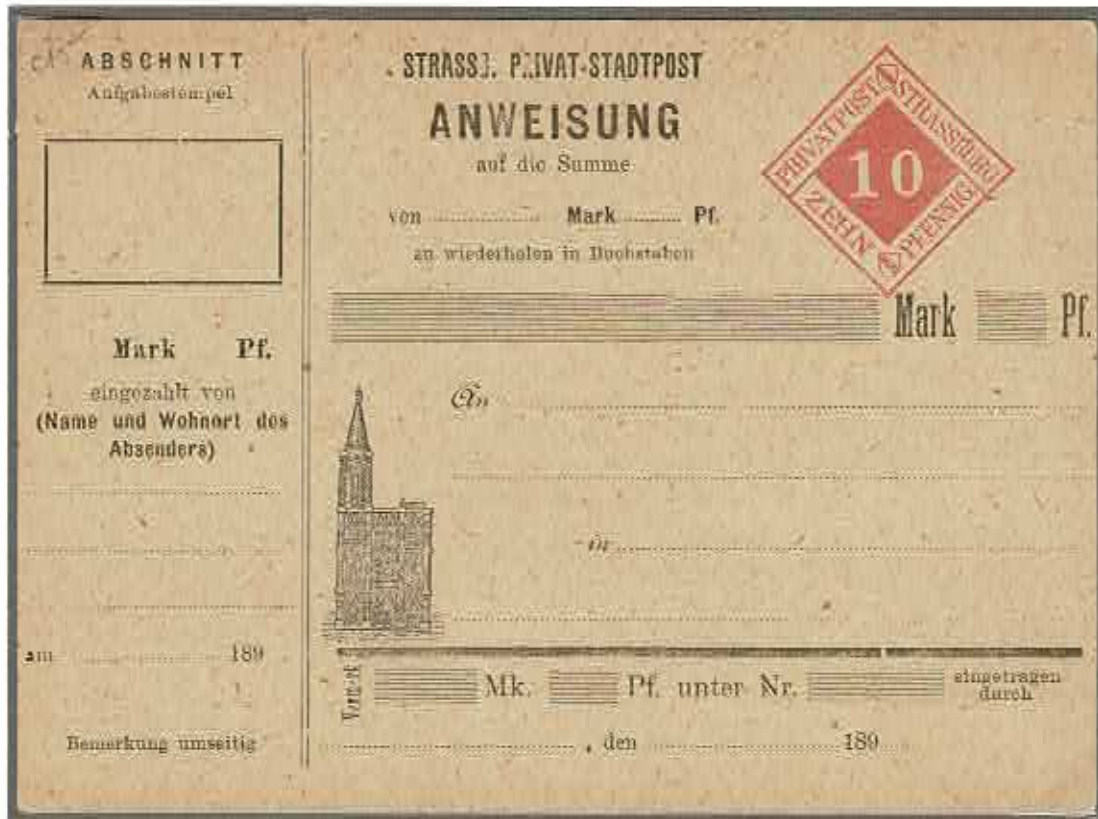 ABSCHNITT
Aufgabestempel
Mark Pf.
eingezahlt von
(Name und Wohnort des
Absenders)
am 189
Bemerkung umseitig
STRASSB. PRIVAT-STADTPOST
ANWEISUNG
auf die Summe
von Mark Pf.
zu wiederholen in Buchstaben
PRIVATPOST STRASSBURG
10
ZEHN PFENNIG
Mark Pf.
An
in
Vermerk
Mk. Pf. unter Nr. eingetragen
durch
, den 189